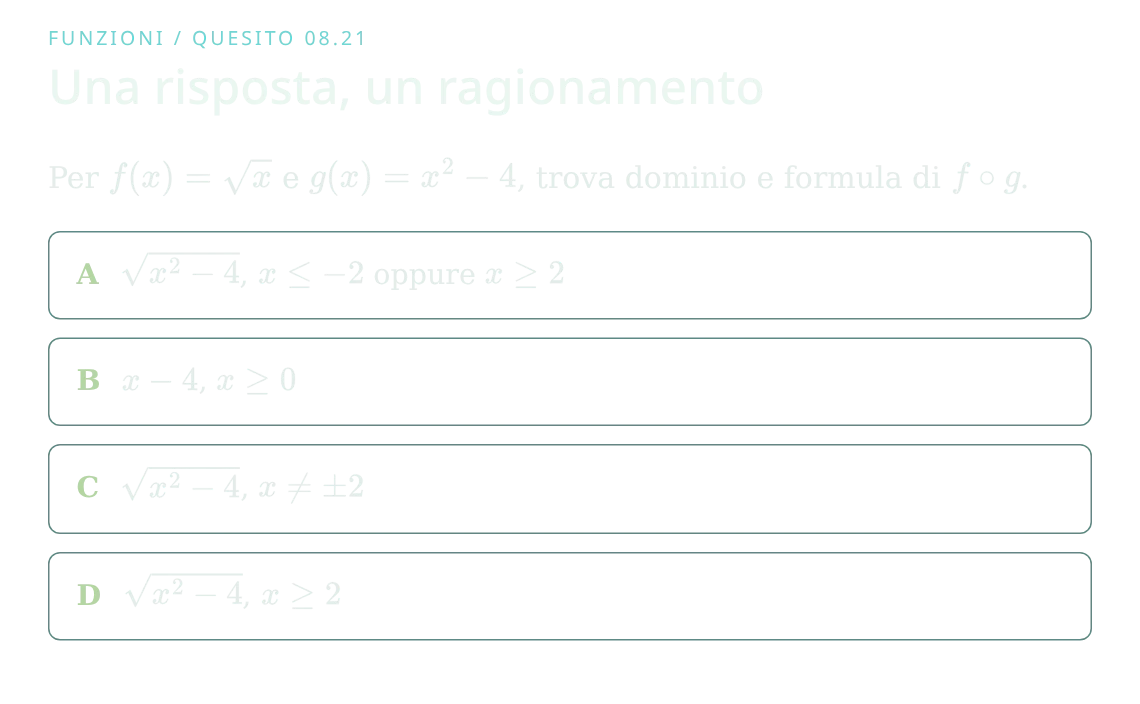 FUNZIONI / QUESITO 08.21
Una risposta, un ragionamento
Per f(x) = √x e g(x) = x² − 4, trova dominio e formula di f ∘ g.
A √(x² − 4), x ≤ −2 oppure x ≥ 2
B x − 4, x ≥ 0
C √(x² − 4), x ≠ ±2
D √(x² − 4), x ≥ 2